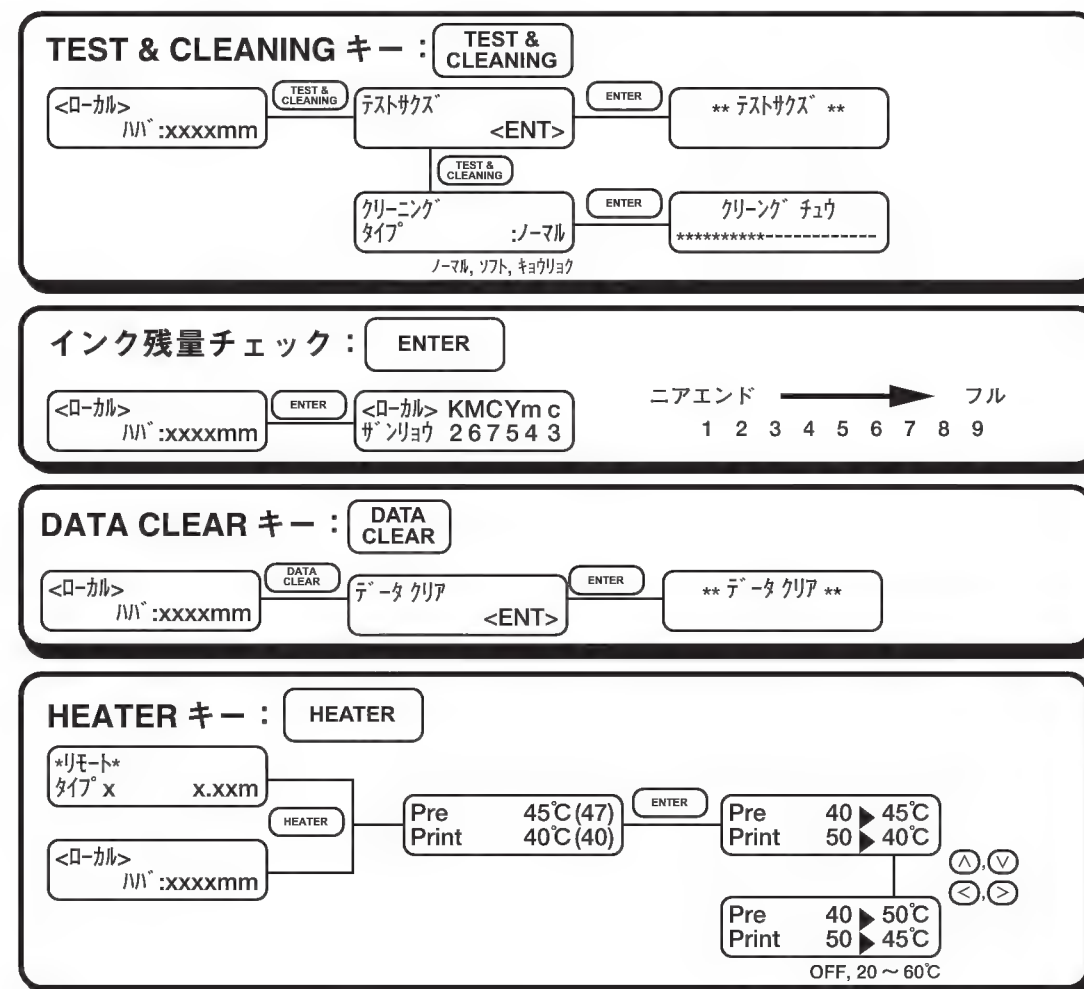 TEST & CLEANING キー：
TEST &
CLEANING
<ﾛｰｶﾙ>
ﾊﾊﾞ:xxxxmm
TEST &
CLEANING
ﾃｽﾄｻｸｽﾞ
<ENT>
ENTER
** ﾃｽﾄｻｸｽﾞ **
TEST &
CLEANING
ｸﾘｰﾆﾝｸﾞ
ﾀｲﾌﾟ :ﾉｰﾏﾙ
ENTER
ｸﾘｰﾝｸﾞ ﾁｭｳ
**********------------
ﾉｰﾏﾙ, ｿﾌﾄ, ｷｮｳﾘｮｸ
インク残量チェック：
ENTER
<ﾛｰｶﾙ>
ﾊﾊﾞ:xxxxmm
ENTER
<ﾛｰｶﾙ> KMCYm c
ｻﾞﾝﾘｮｳ 2 6 7 5 4 3
ニアエンド フル
1 2 3 4 5 6 7 8 9
DATA CLEAR キー：
DATA
CLEAR
<ﾛｰｶﾙ>
ﾊﾊﾞ:xxxxmm
DATA
CLEAR
ﾃﾞｰﾀ ｸﾘｱ
<ENT>
ENTER
** ﾃﾞｰﾀ ｸﾘｱ **
HEATER キー：
HEATER
*ﾘﾓｰﾄ*
ﾀｲﾌﾟ x x.xxm
<ﾛｰｶﾙ>
ﾊﾊﾞ:xxxxmm
HEATER
Pre 45℃(47)
Print 40℃(40)
ENTER
Pre 40 ▶ 45℃
Print 50 ▶ 40℃
∧,∨
<,>
Pre 40 ▶ 50℃
Print 50 ▶ 45℃
OFF, 20 ～ 60℃